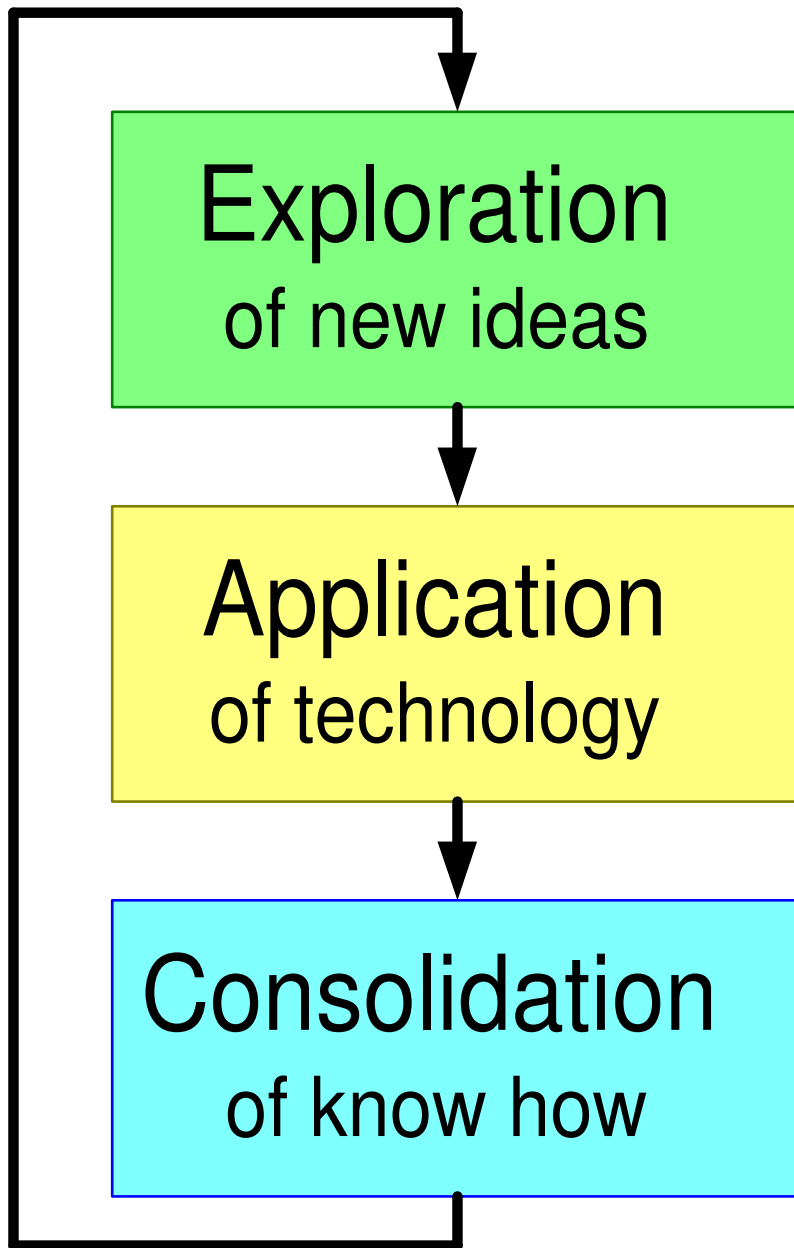 Exploration
of new ideas
Application
of technology
Consolidation
of know how